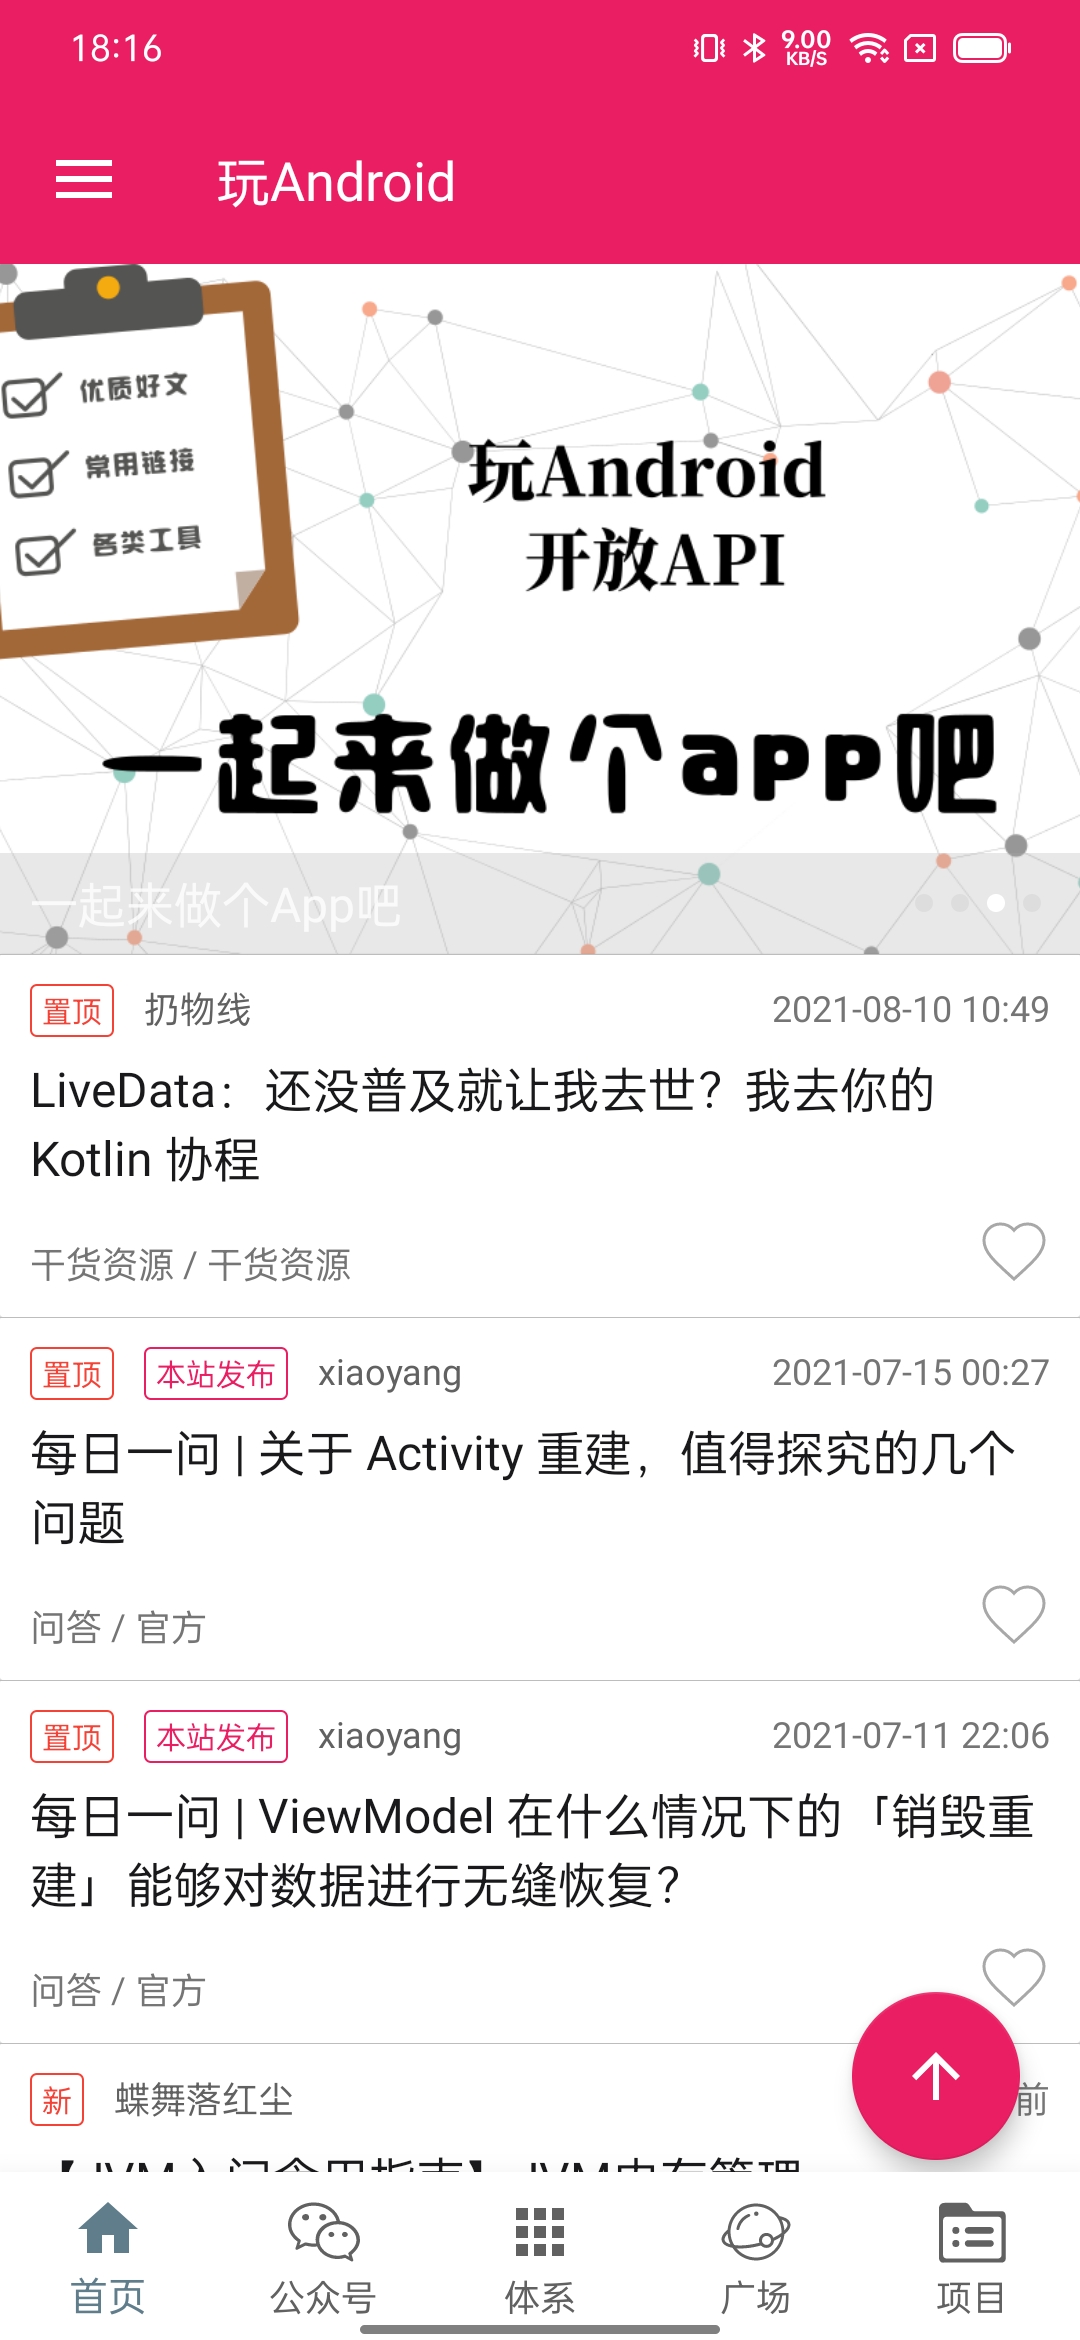 18:16
9.00
KB/S
玩Android
优质好文
常用链接
各类工具
玩Android
开放API
一起来做个app吧
一起来做个App吧
置顶 扔物线 2021-08-10 10:49
LiveData：还没普及就让我去世？我去你的
Kotlin 协程
干货资源 / 干货资源
置顶 本站发布 xiaoyang 2021-07-15 00:27
每日一问 | 关于 Activity 重建，值得探究的几个
问题
问答 / 官方
置顶 本站发布 xiaoyang 2021-07-11 22:06
每日一问 | ViewModel 在什么情况下的「销毁重
建」能够对数据进行无缝恢复？
问答 / 官方
新 蝶舞落红尘 前
首页 公众号 体系 广场 项目